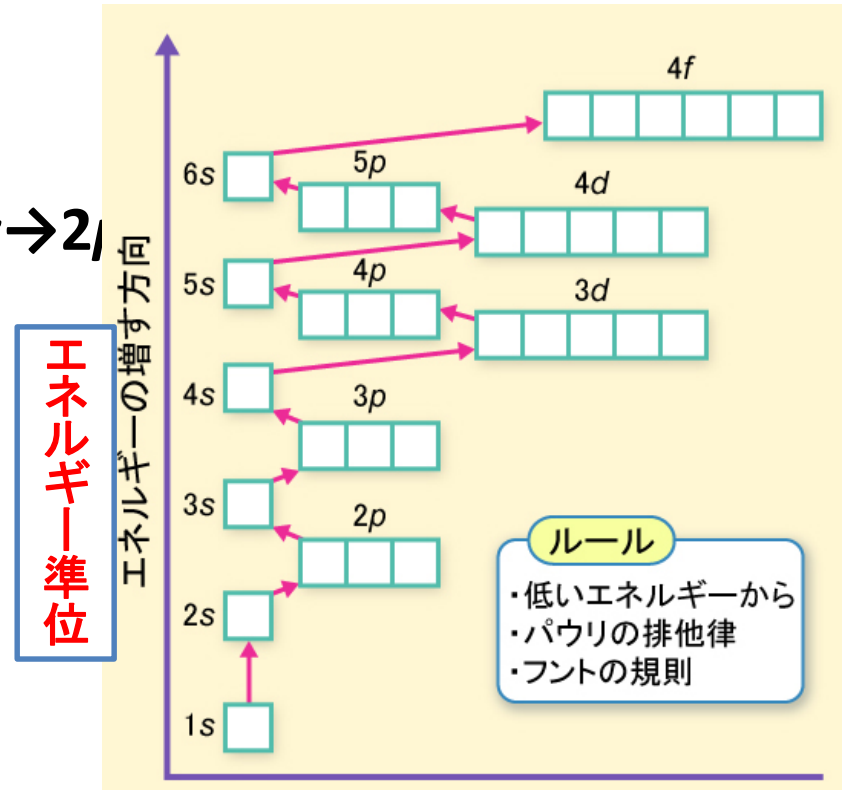 4f
6s
5p
4d
→2p
5s
4p
3d
4s
3p
3s
2p
2s
1s
エネルギーの増す方向
エネルギー準位
ルール
・低いエネルギーから
・パウリの排他律
・フントの規則